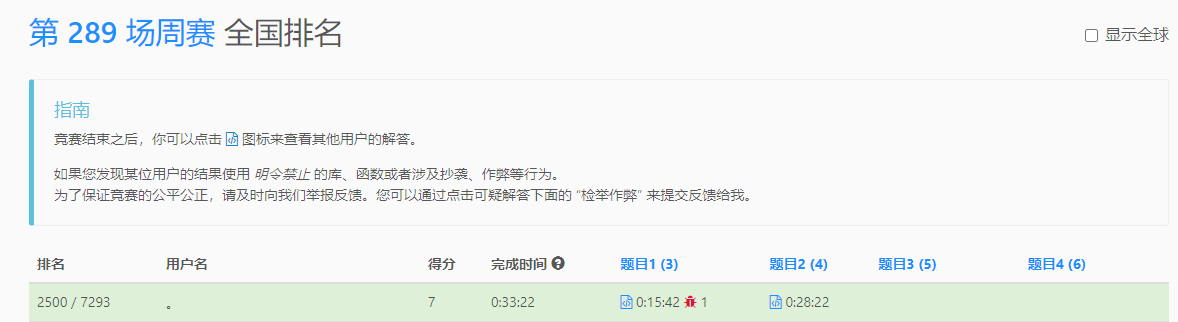 第 289 场周赛 全国排名
显示全球
指南
竞赛结束之后，你可以点击 图标来查看其他用户的解答。
如果您发现某位用户的结果使用 明令禁止 的库、函数或者涉及抄袭、作弊等行为。
为了保证竞赛的公平公正，请及时向我们举报反馈。您可以通过点击可疑解答下面的 “检举作弊” 来提交反馈给我。
排名 用户名 得分 完成时间 题目1 (3) 题目2 (4) 题目3 (5) 题目4 (6)
2500 / 7293 。 7 0:33:22 0:15:42 1 0:28:22